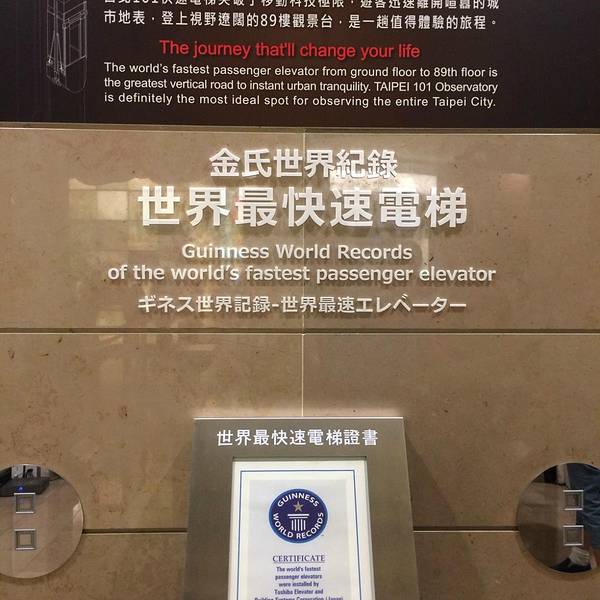 市地表，登上視野遼闊的89樓觀景台，是一趟值得體驗的旅程。
The journey that'll change your life
The world's fastest passenger elevator from ground floor to 89th floor is
the greatest vertical road to instant urban tranquility. TAIPEI 101 Observatory
is definitely the most ideal spot for observing the entire Taipei City.
金氏世界紀錄
世界最快速電梯
Guinness World Records
of the world's fastest passenger elevator
ギネス世界記録-世界最速エレベーター
世界最快速電梯證書
GUINNESS
WORLD RECORDS
CERTIFICATE
The world's fastest
passenger elevators
were installed by
Toshiba Elevator and
Building Systems Corporation (Japan)